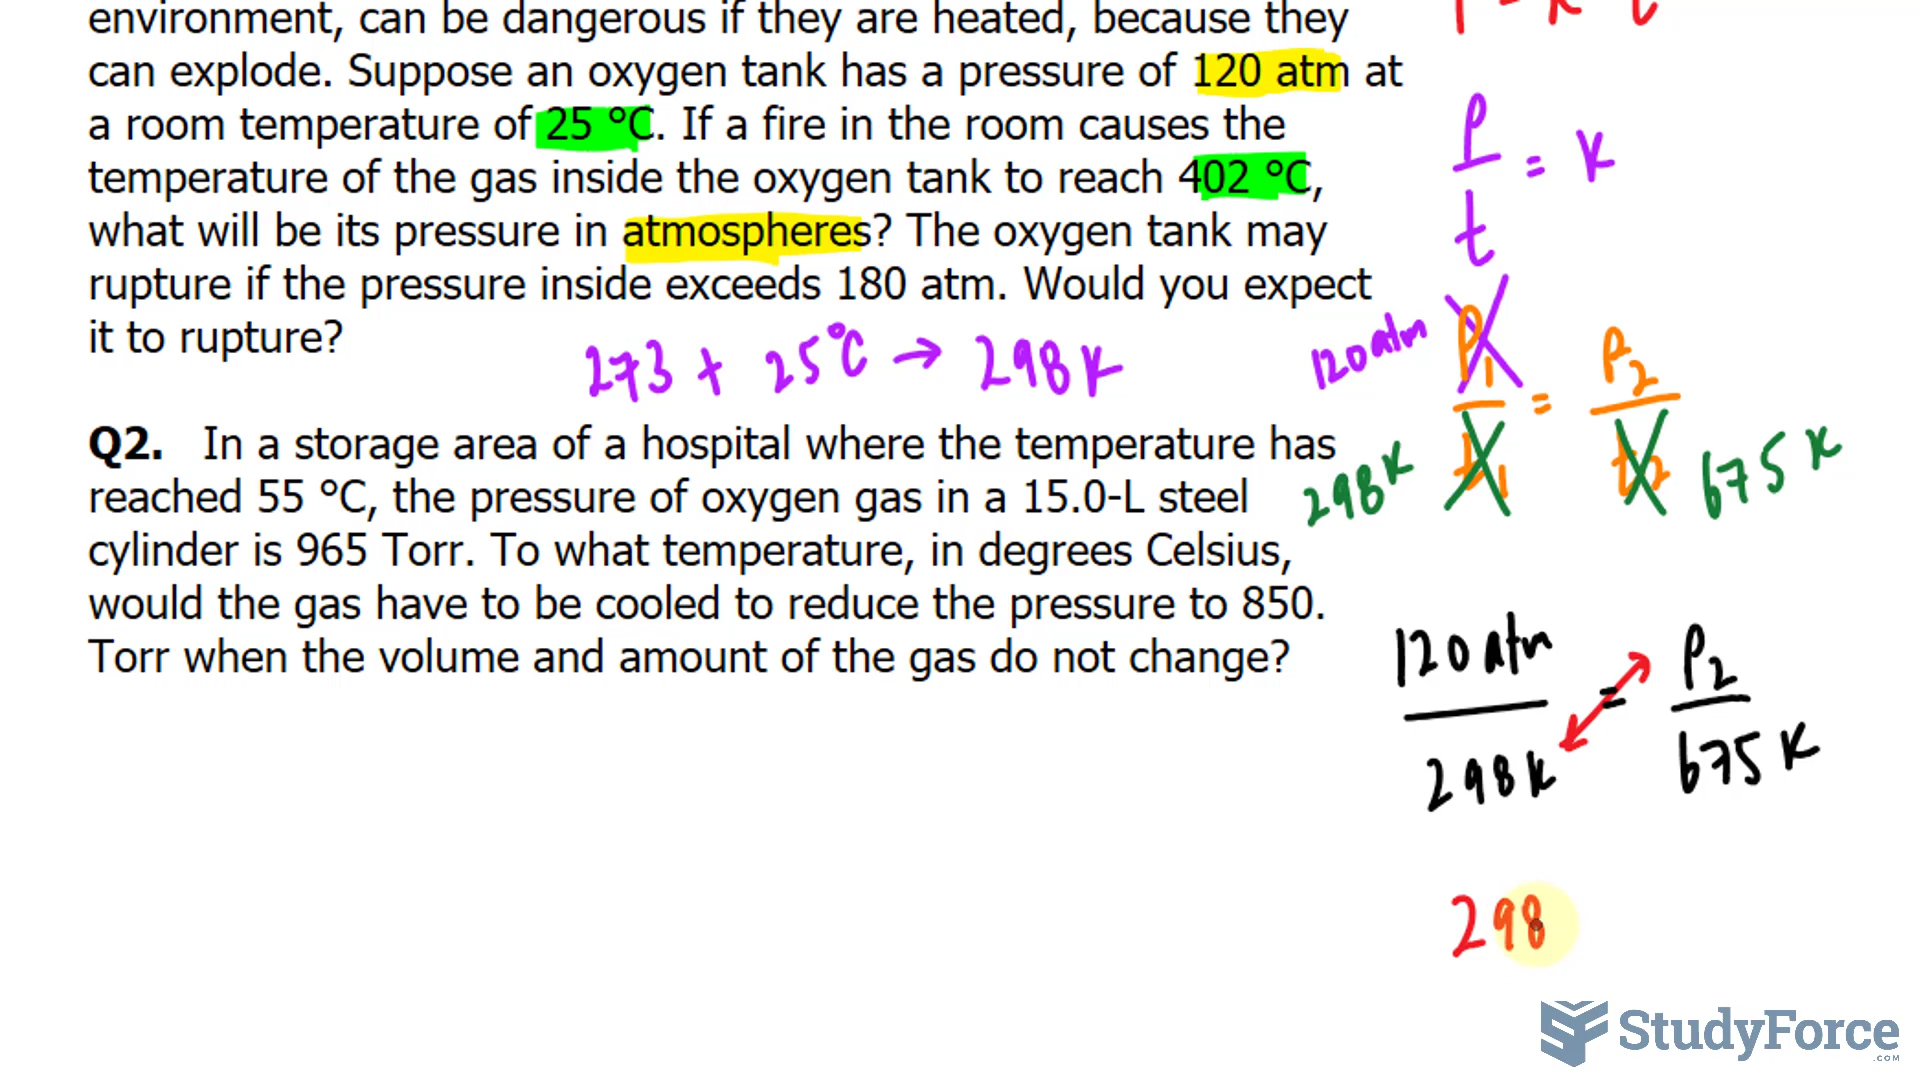 environment, can be dangerous if they are heated, because they
can explode. Suppose an oxygen tank has a pressure of 120 atm at
a room temperature of 25 °C. If a fire in the room causes the
temperature of the gas inside the oxygen tank to reach 402 °C,
what will be its pressure in atmospheres? The oxygen tank may
rupture if the pressure inside exceeds 180 atm. Would you expect
it to rupture?
273 + 25°C → 298 K
Q2. In a storage area of a hospital where the temperature has
reached 55 °C, the pressure of oxygen gas in a 15.0-L steel
cylinder is 965 Torr. To what temperature, in degrees Celsius,
would the gas have to be cooled to reduce the pressure to 850.
Torr when the volume and amount of the gas do not change?
P
= K
t
120 atm P1 = P2
298 K t1 t2 675 K
120 atm = P2
298 K 675 K
298
StudyForce
.COM